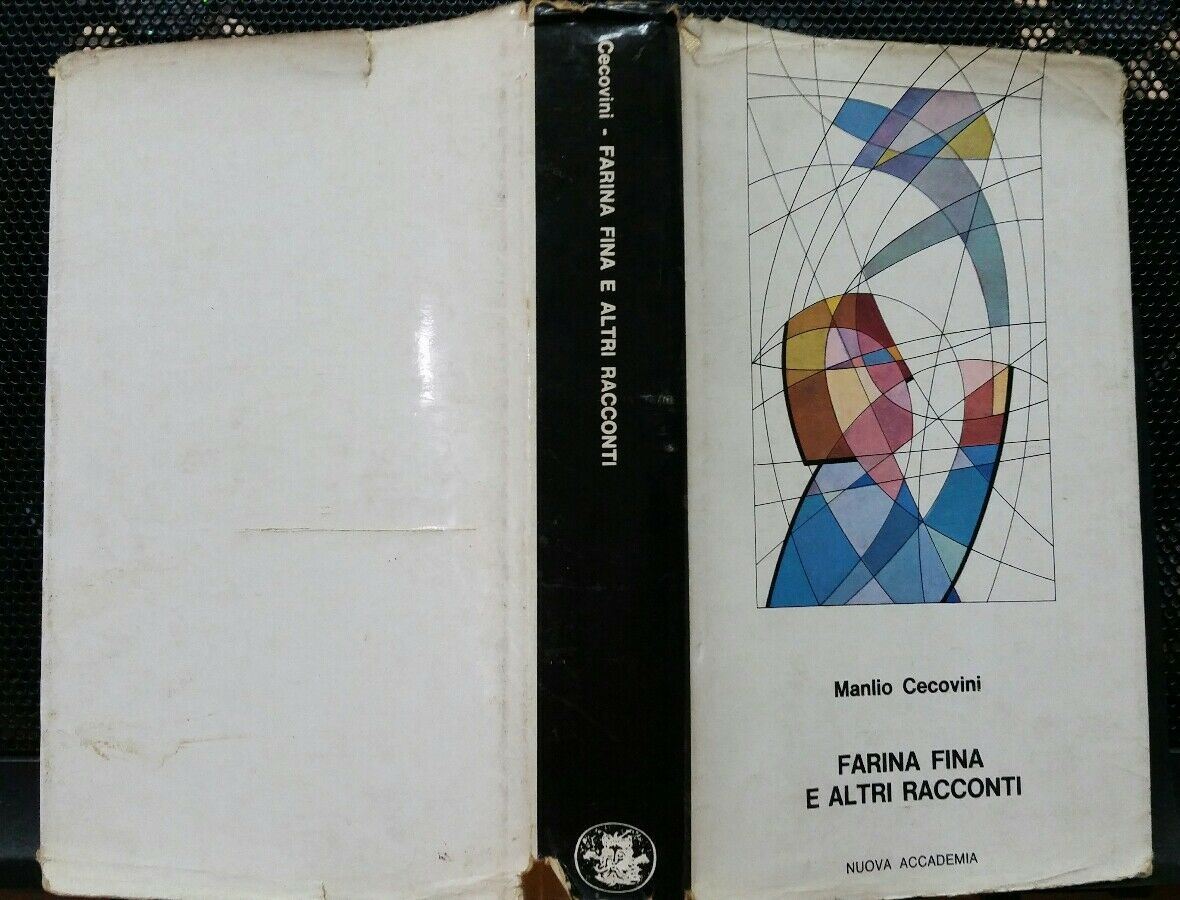 Cecovini - FARINA FINA E ALTRI RACCONTI
Manlio Cecovini
FARINA FINA
E ALTRI RACCONTI
NUOVA ACCADEMIA